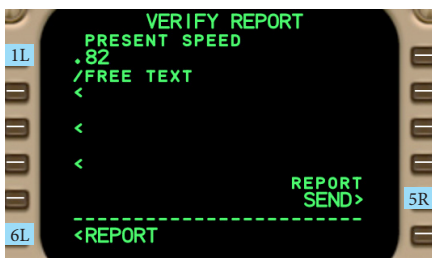 VERIFY REPORT
PRESENT SPEED
1L
.82
/FREE TEXT
<
<
<
REPORT
SEND>
5R
------------------------
6L
<REPORT